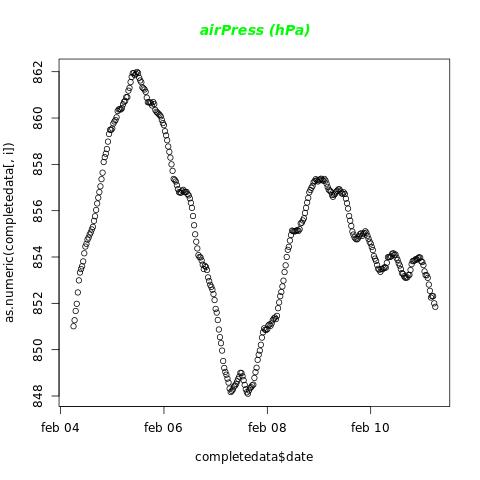 airPress (hPa)
as.numeric(completedata[, i])
862
860
858
856
854
852
850
848
feb 04 feb 06 feb 08 feb 10
completedata$date